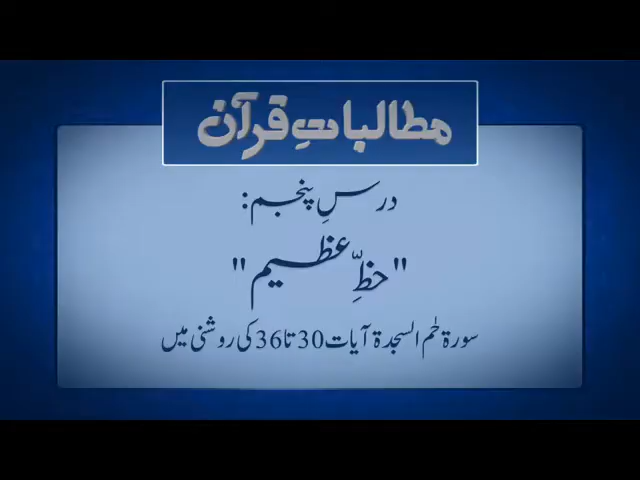 مطالباتِ قرآن
درسِ پنجم:
"حظِّ عظیم"
سورۃ حٰم السجدۃ آیات 30 تا 36 کی روشنی میں